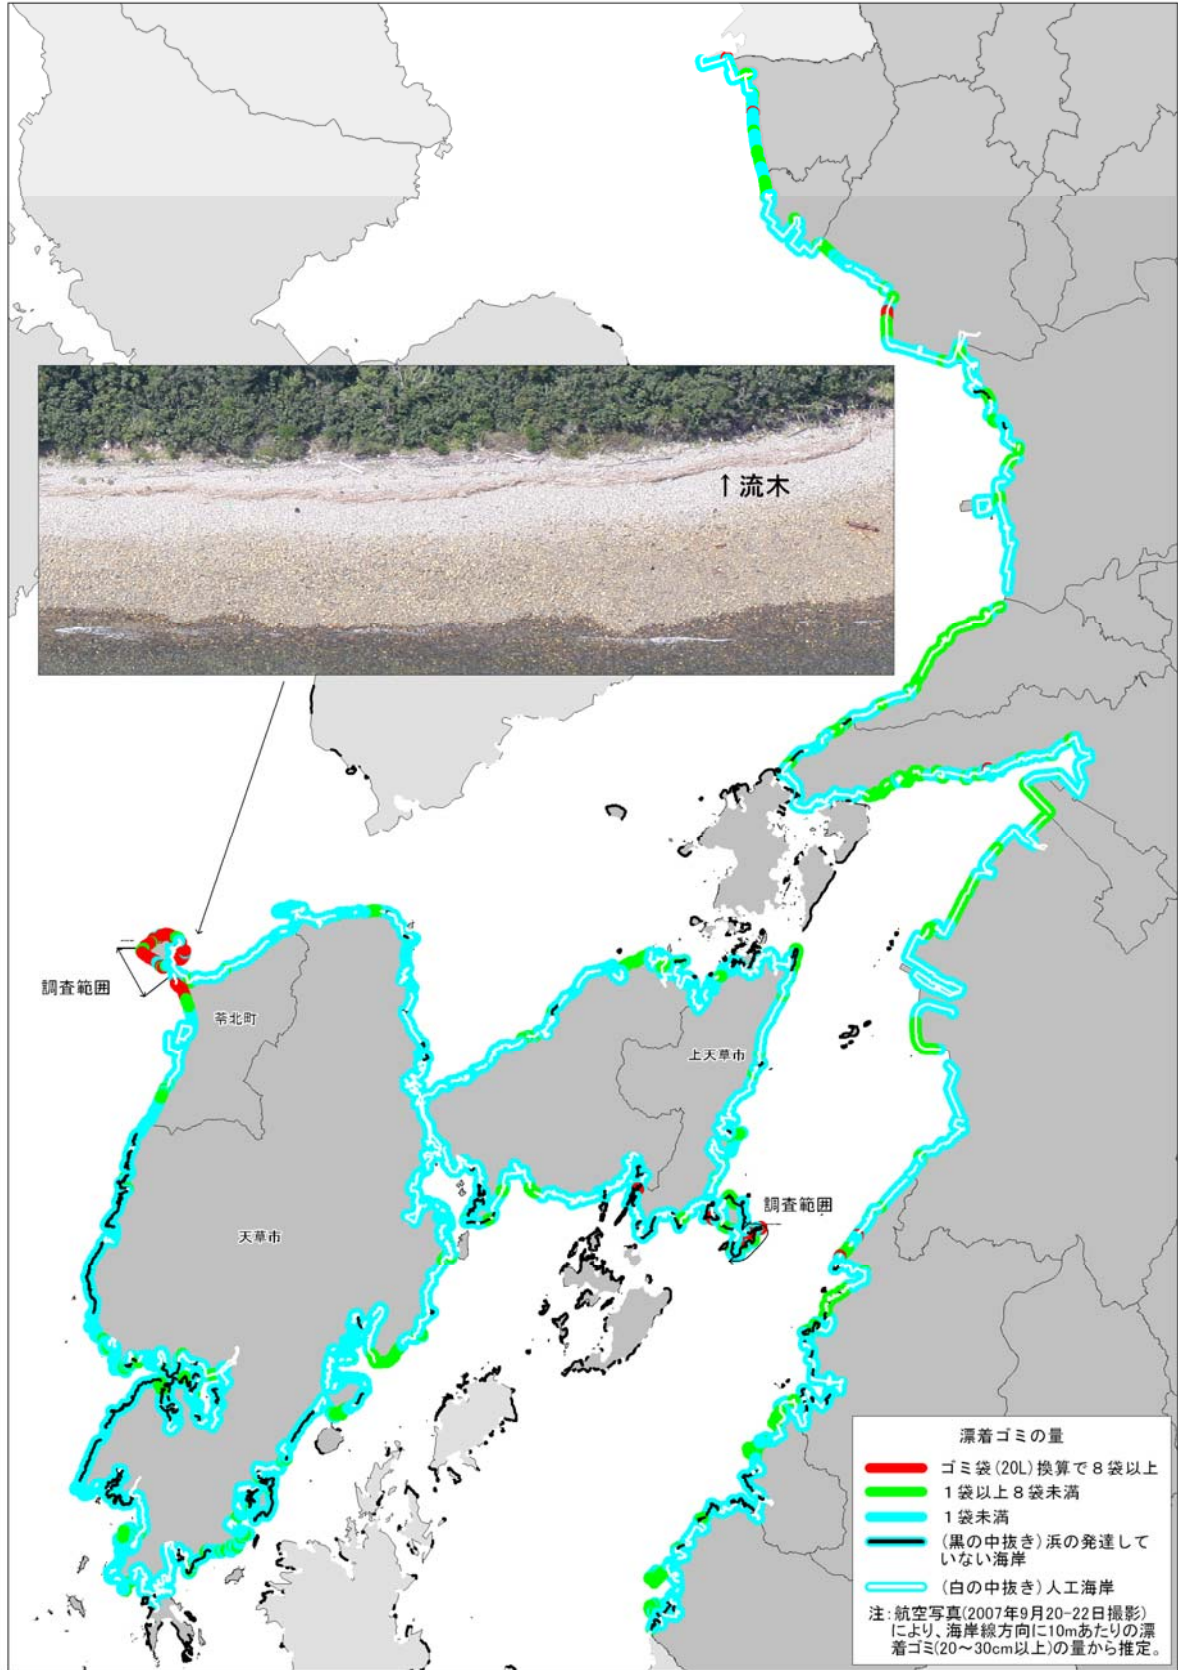 ↑流木
調査範囲
苓北町
上天草市
調査範囲
天草市
漂着ゴミの量
ゴミ袋(20L)換算で８袋以上
１袋以上８袋未満
１袋未満
(黒の中抜き)浜の発達して
いない海岸
(白の中抜き)人工海岸
注:航空写真(2007年9月20-22日撮影)
により、海岸線方向に10mあたりの漂
着ゴミ(20～30cm以上)の量から推定。